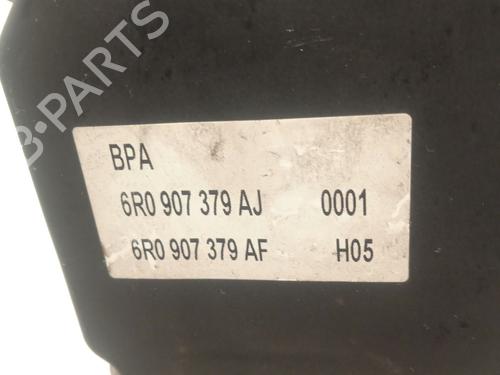 B-PARTS
BPA
6R0 907 379 AJ 0001
6R0 907 379 AF H05